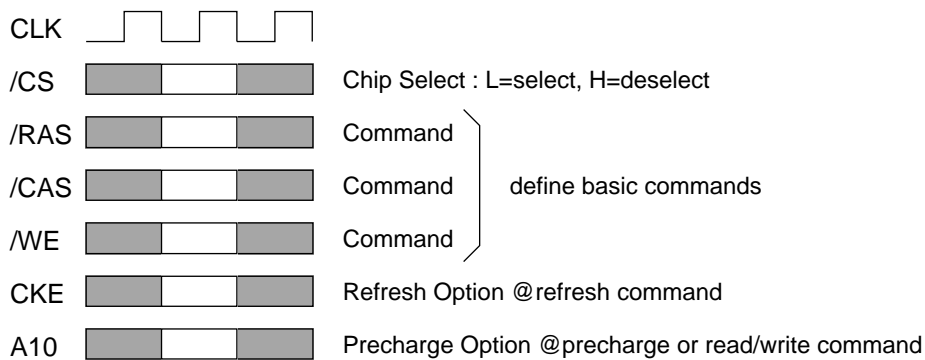 CLK
/CS Chip Select : L=select, H=deselect
/RAS Command
/CAS Command define basic commands
/WE Command
CKE Refresh Option @refresh command
A10 Precharge Option @precharge or read/write command